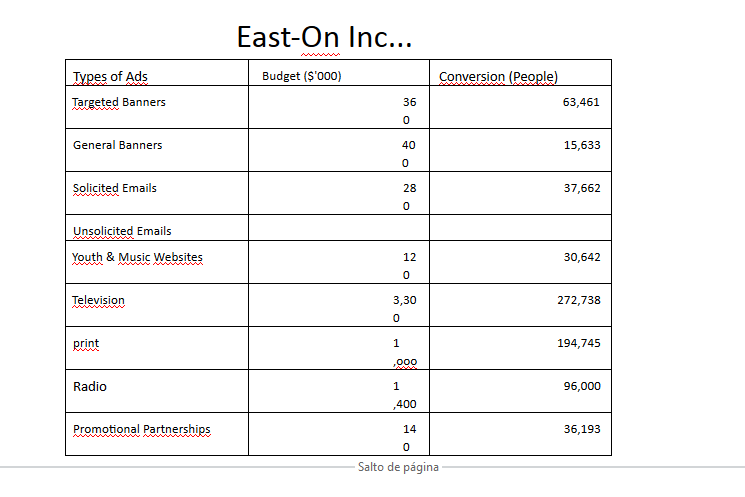 East-On Inc...
Types of Ads Budget ($'000) Conversion (People)
Targeted Banners 36 63,461
0
General Banners 40 15,633
0
Solicited Emails 28 37,662
0
Unsolicited Emails
Youth & Music Websites 12 30,642
0
Television 3,30 272,738
0
print 1 194,745
,ooo
Radio 1 96,000
,400
Promotional Partnerships 14 36,193
0
Salto de página